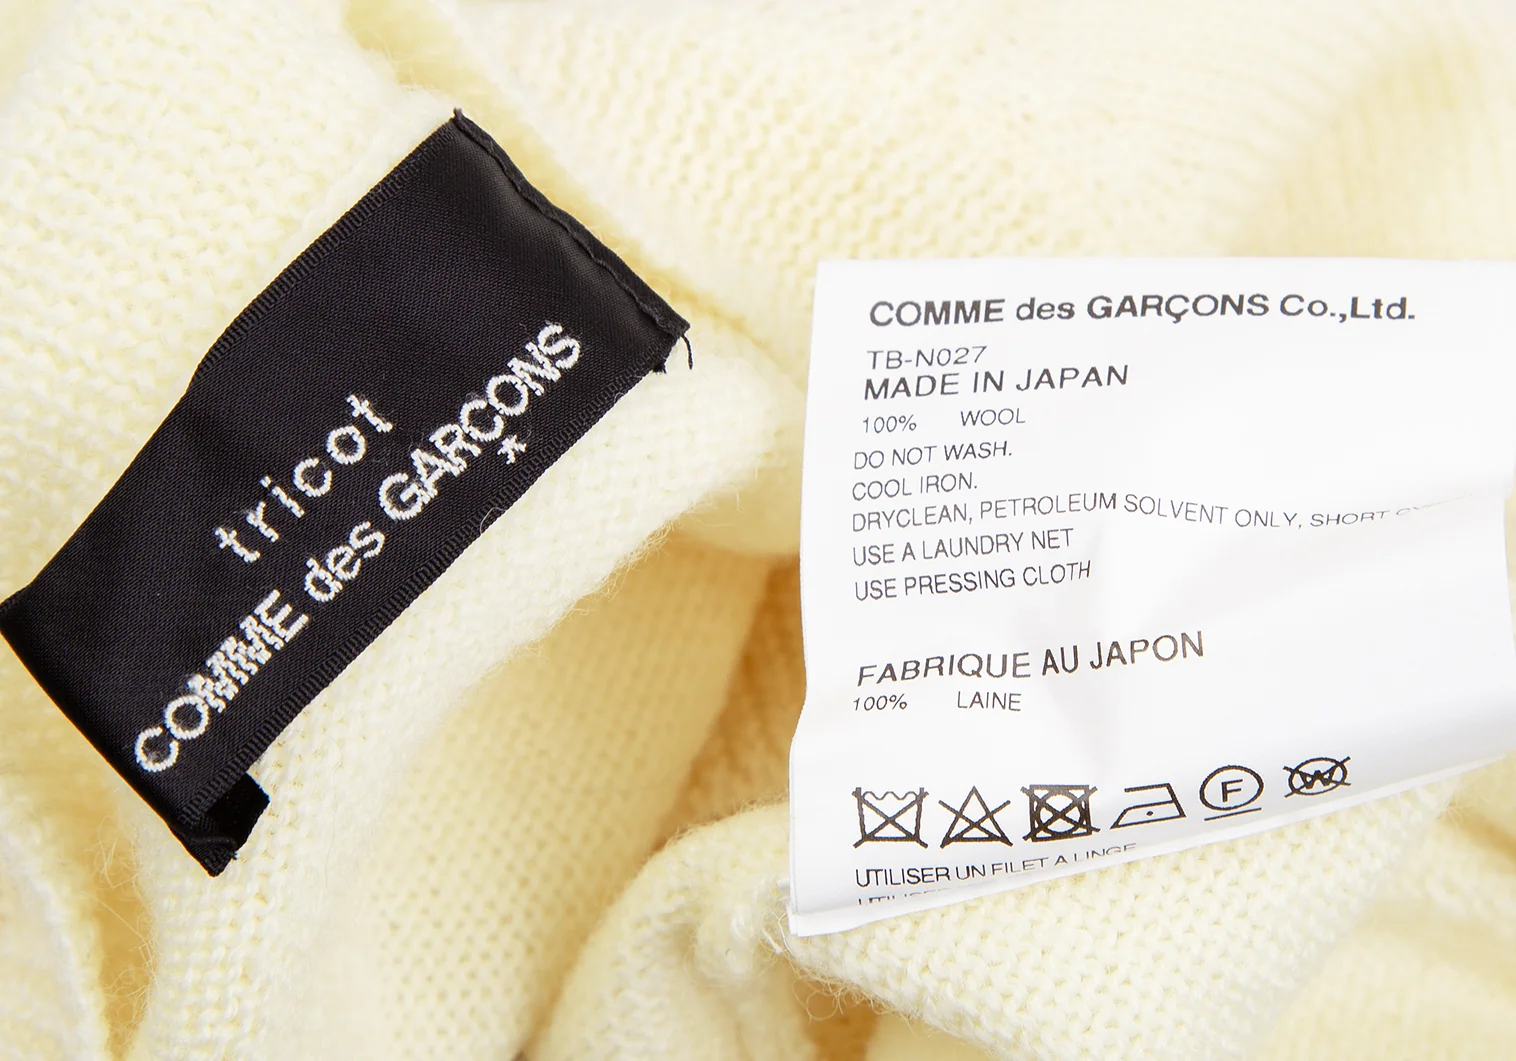 tricot
COMME des GARÇONS
COMME des GARÇONS Co.,Ltd.
TB-N027
MADE IN JAPAN
100% WOOL
DO NOT WASH.
COOL IRON.
DRYCLEAN, PETROLEUM SOLVENT ONLY, SHORT
USE A LAUNDRY NET
USE PRESSING CLOTH
FABRIQUE AU JAPON
100% LAINE
F
W
UTILISER UN FILET A LINGE